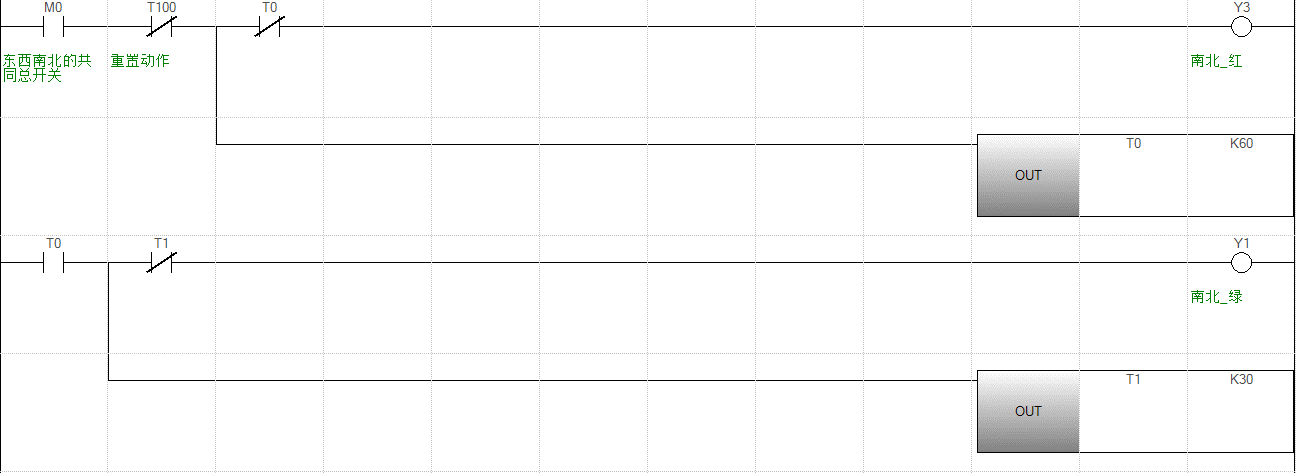 M0 T100 T0 Y3
东西南北的共 重置动作 南北_红
同总开关
T0 K60
OUT
T0 T1 Y1
南北_绿
T1 K30
OUT